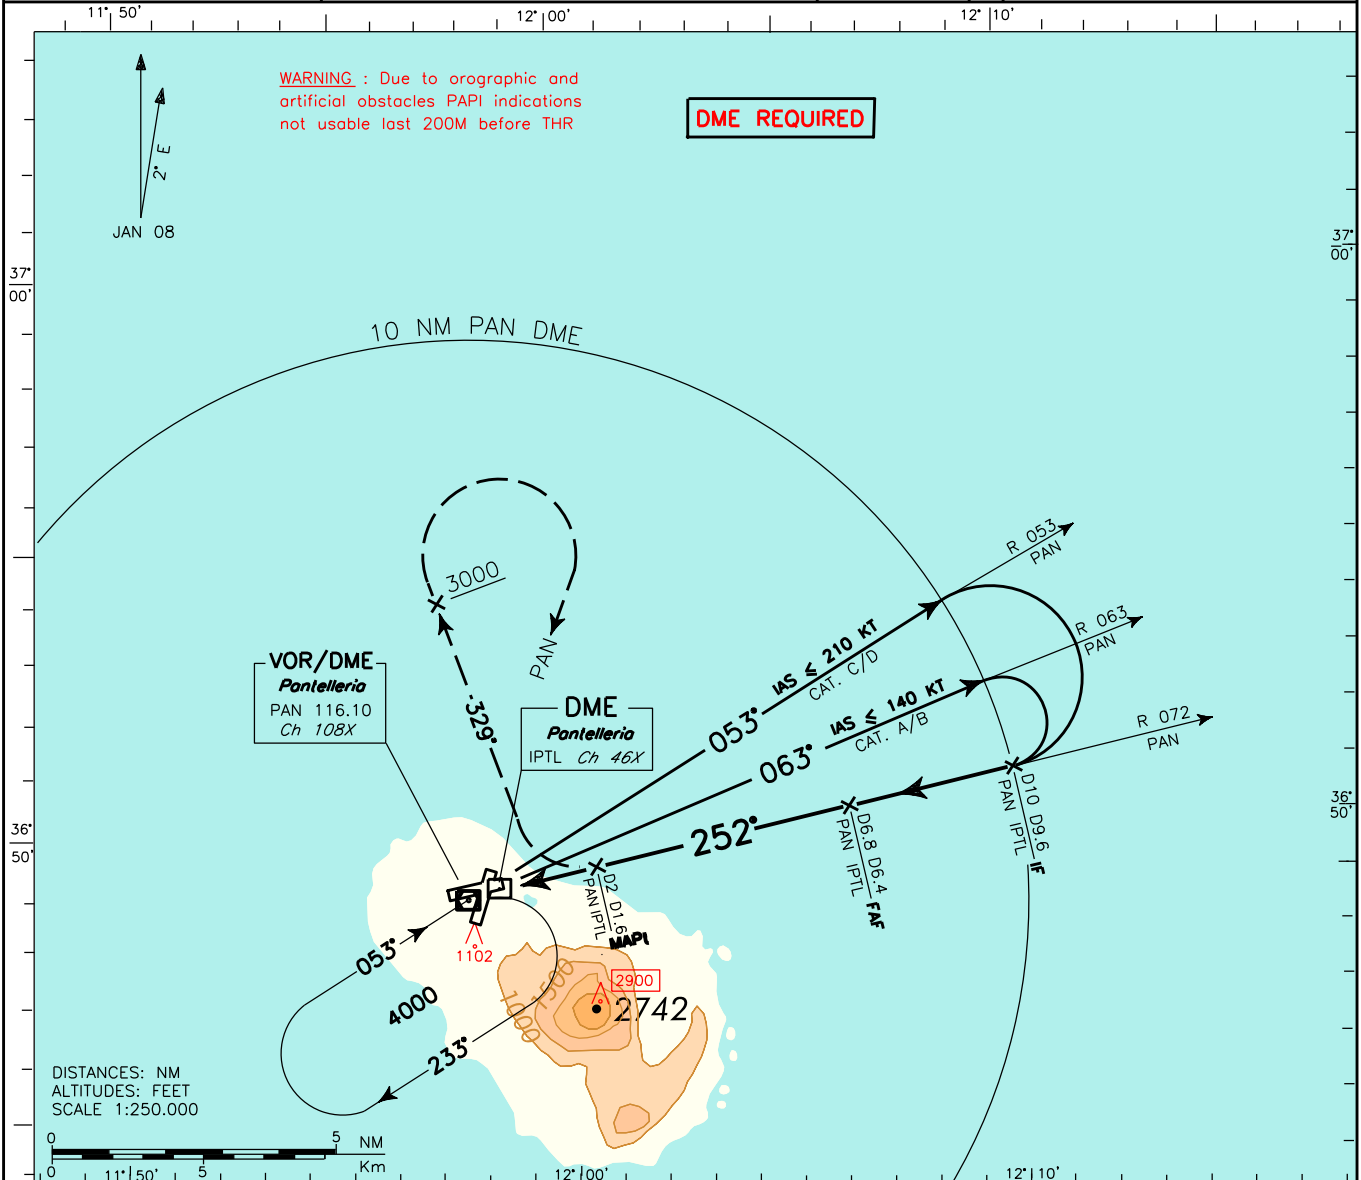 11° 50'
12° 00'
12° 10'
WARNING : Due to orographic and
artificial obstacles PAPI indications
not usable last 200M before THR
DME REQUIRED
2° E
JAN 08
37°
00'
37°
00'
10 NM PAN DME
3000
PAN
R 053
PAN
R 063
PAN
R 072
PAN
IAS ≤ 210 KT
CAT. C/D
IAS ≤ 140 KT
CAT. A/B
053°
063°
252°
-329°
VOR/DME
Pantelleria
PAN 116.10
Ch 108X
DME
Pantelleria
IPTL Ch 46X
D10 D9.6
PAN IPTL
IF
D6.8 D6.4
PAN IPTL
FAF
D2 D1.6
PAN IPTL
MAPI
36°
50'
36°
50'
1102
053°
4000
233°
1000
1500
2900
2742
DISTANCES: NM
ALTITUDES: FEET
SCALE 1:250.000
0
5
NM
0
5
Km
11° 50'
12° 00'
12° 10'